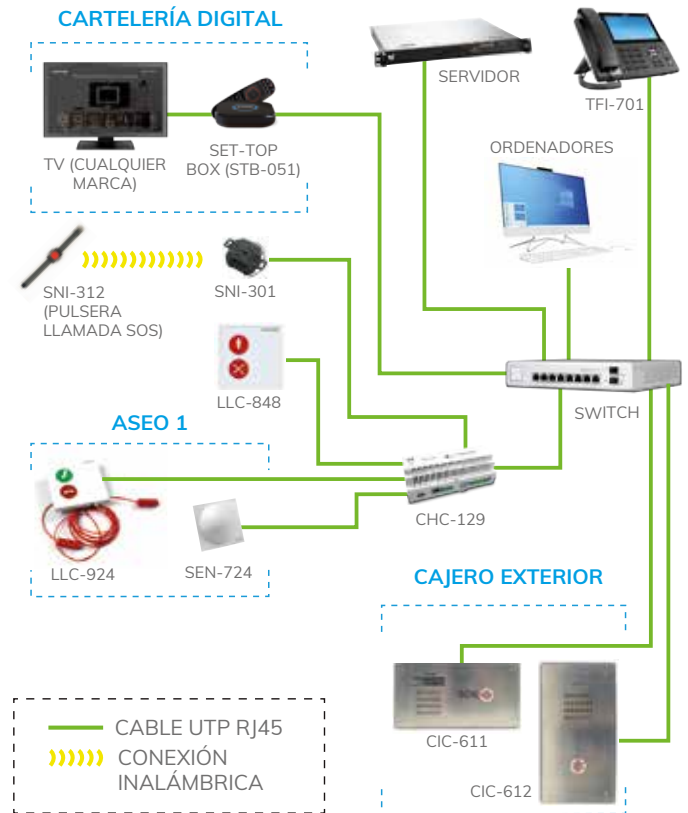 CARTELERÍA DIGITAL
SERVIDOR
TFI-701
TV (CUALQUIER
MARCA)
SET-TOP
BOX (STB-051)
ORDENADORES
SNI-312
(PULSERA
LLAMADA SOS)
SNI-301
LLC-848
SWITCH
ASEO 1
CHC-129
LLC-924
SEN-724
CAJERO EXTERIOR
SOS
CIC-611
CIC-612
CABLE UTP RJ45
CONEXIÓN
INALÁMBRICA